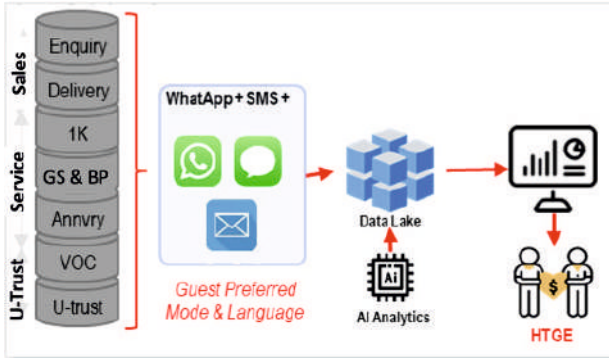 Sales
Service
U-Trust
Enquiry
Delivery
1K
GS & BP
Annvry
VOC
U-trust
WhatApp + SMS +
Guest Preferred
Mode & Language
Data Lake
Ai
AI Analytics
$
HTGE